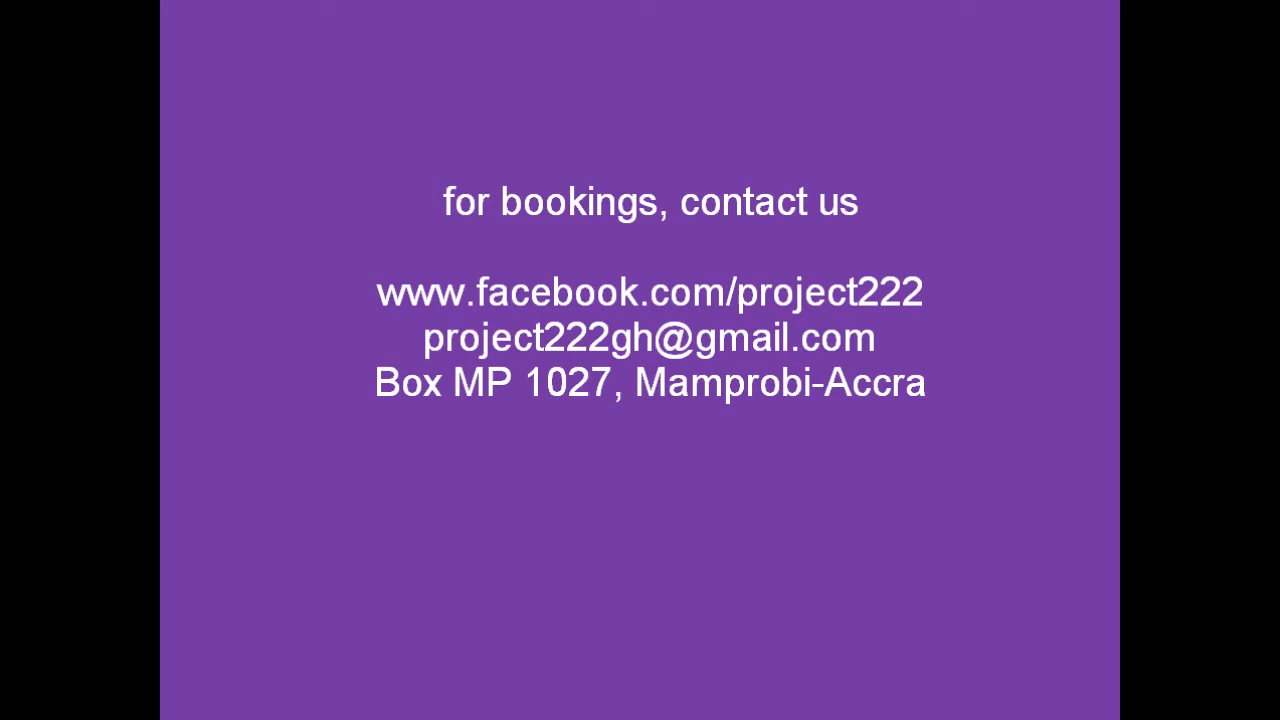 for bookings, contact us
www.facebook.com/project222
project222gh@gmail.com
Box MP 1027, Mamprobi-Accra